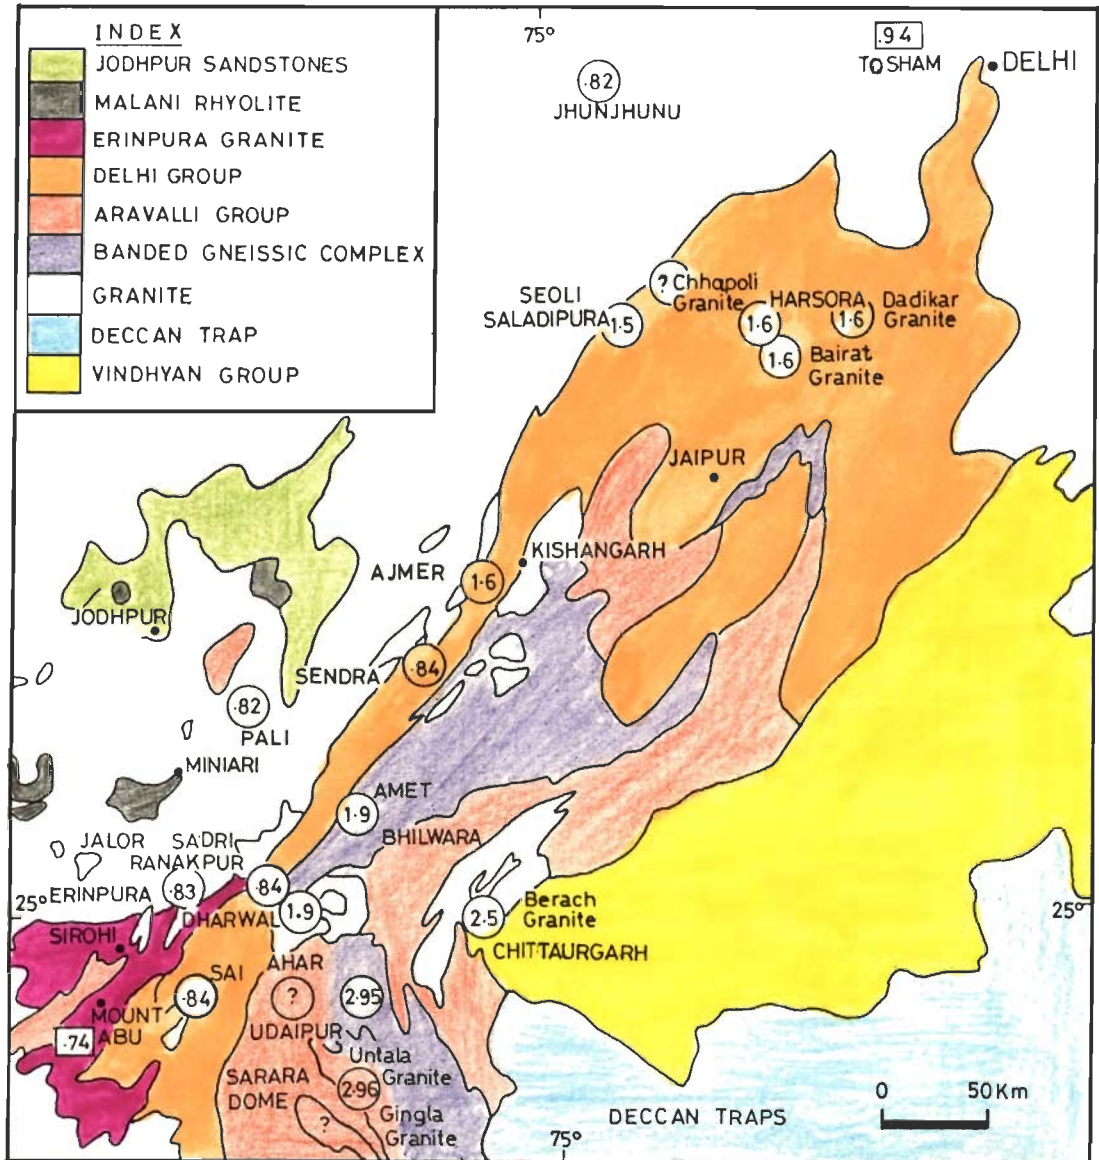 INDEX
JODHPUR SANDSTONES
MALANI RHYOLITE
ERINPURA GRANITE
DELHI GROUP
ARAVALLI GROUP
BANDED GNEISSIC COMPLEX
GRANITE
DECCAN TRAP
VINDHYAN GROUP
75°
.94
TOSHAM
DELHI
.82
JHUNJHUNU
?
Chhapoli
Granite
SEOLI
SALADIPURA
1.5
HARSORA
1.6
Dadikar
Granite
1.6
1.6
Bairat
Granite
JAIPUR
KISHANGARH
AJMER
1.6
JODHPUR
SENDRA
.84
.82
PALI
MINIARI
AMET
1.9
BHILWARA
JALOR
SADRI
RANAKPUR
ERINPURA
.83
.84
25°
25°
DHARWAL
1.9
Berach
Granite
2.5
CHITTAURGARH
SIROHI
SAI
.84
AHAR
?
2.95
MOUNT
ABU
.74
UDAIPUR
Untala
Granite
SARARA
DOME
2.96
?
Gingla
Granite
DECCAN TRAPS
0 50 Km
75°